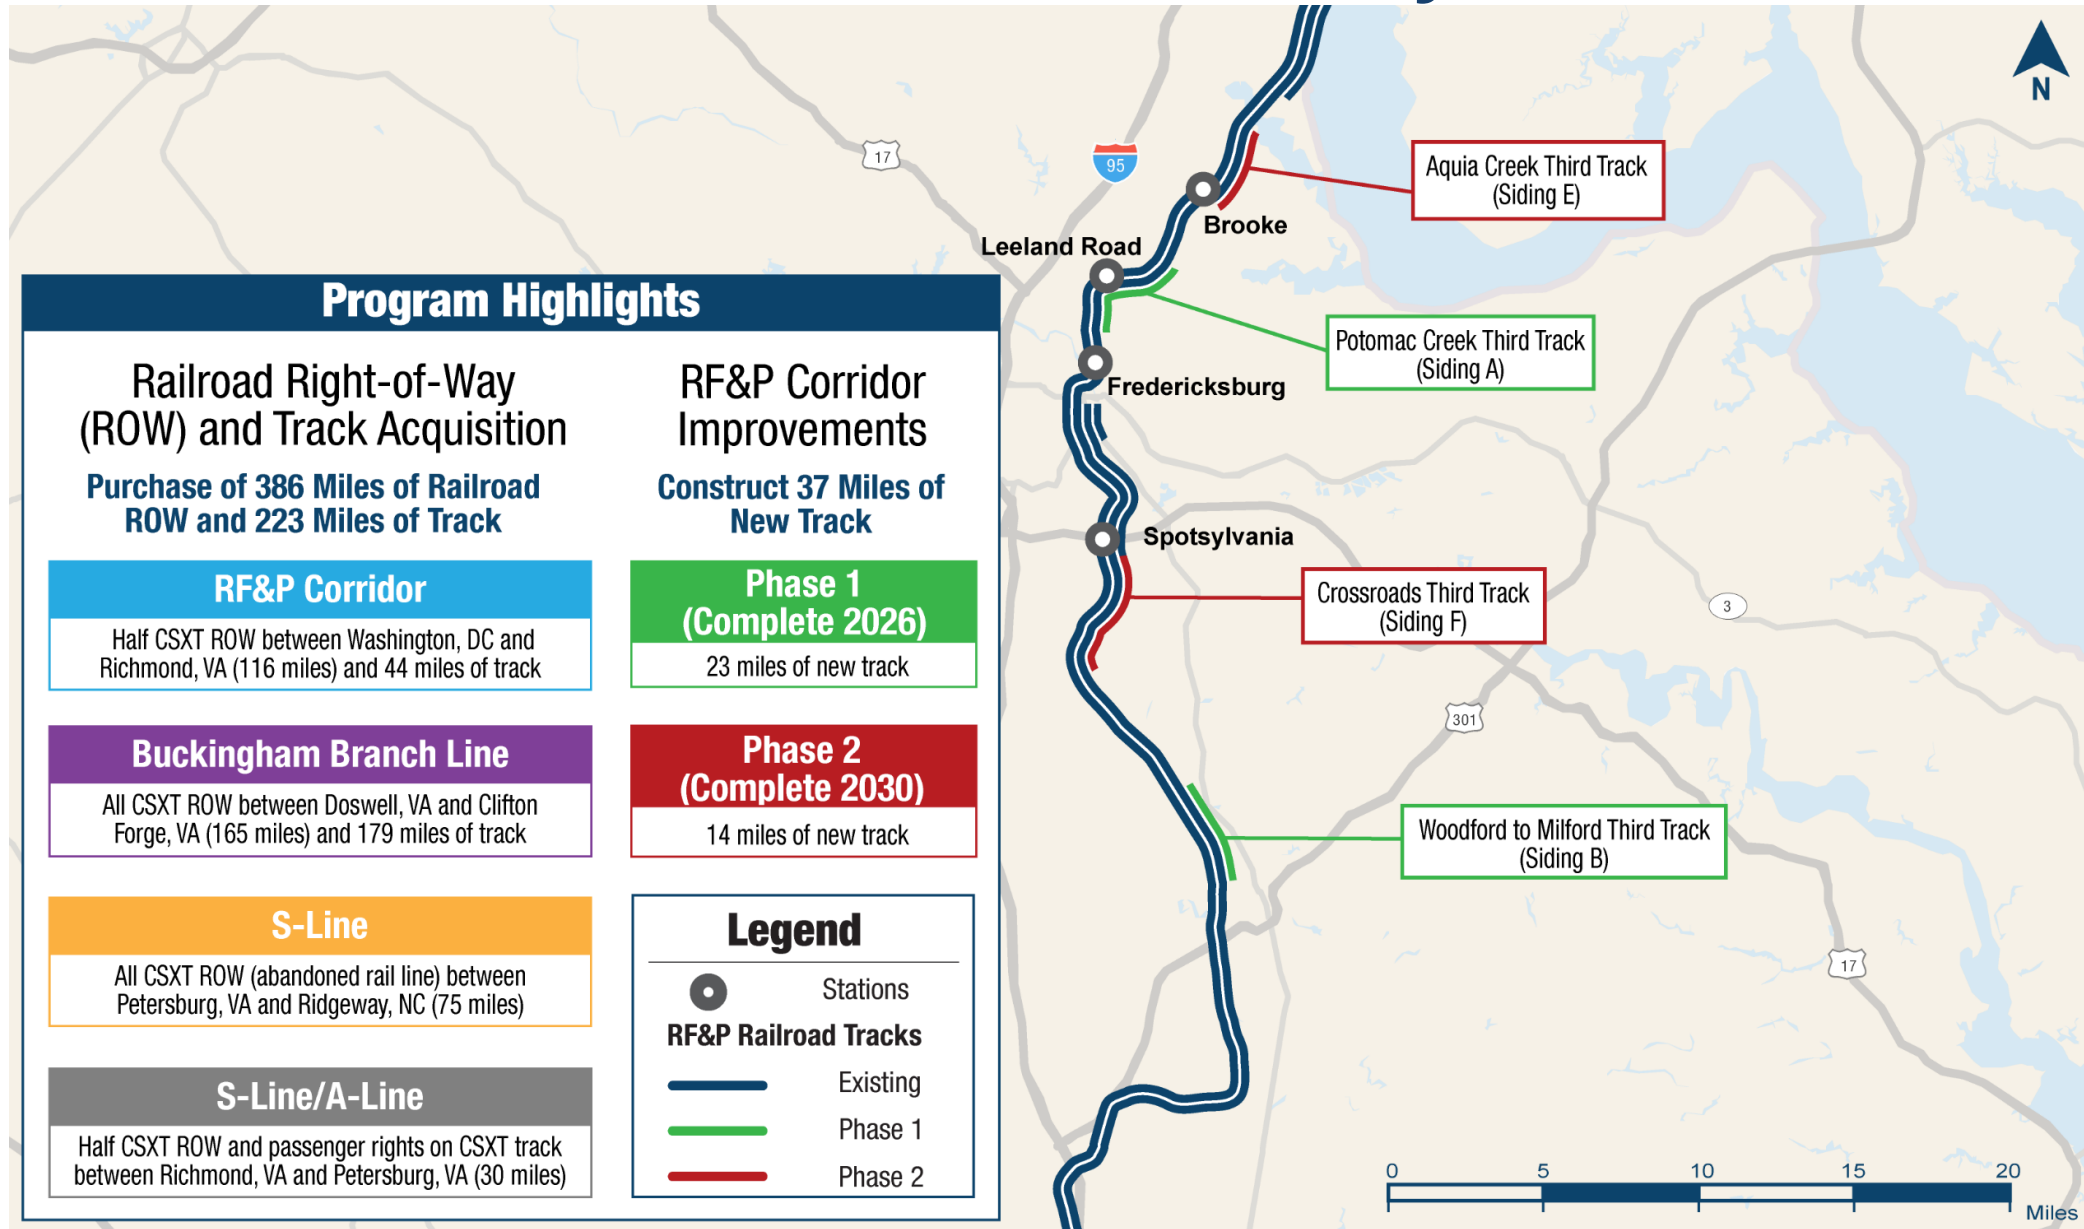 N
17
95
Aquia Creek Third Track
(Siding E)
Brooke
Leeland Road
Potomac Creek Third Track
(Siding A)
Fredericksburg
Spotsylvania
Crossroads Third Track
(Siding F)
3
301
Woodford to Milford Third Track
(Siding B)
17
Program Highlights
Railroad Right-of-Way
(ROW) and Track Acquisition
Purchase of 386 Miles of Railroad
ROW and 223 Miles of Track
RF&P Corridor
Half CSXT ROW between Washington, DC and
Richmond, VA (116 miles) and 44 miles of track
Buckingham Branch Line
All CSXT ROW between Doswell, VA and Clifton
Forge, VA (165 miles) and 179 miles of track
S-Line
All CSXT ROW (abandoned rail line) between
Petersburg, VA and Ridgeway, NC (75 miles)
S-Line/A-Line
Half CSXT ROW and passenger rights on CSXT track
between Richmond, VA and Petersburg, VA (30 miles)
RF&P Corridor
Improvements
Construct 37 Miles of
New Track
Phase 1
(Complete 2026)
23 miles of new track
Phase 2
(Complete 2030)
14 miles of new track
Legend
Stations
RF&P Railroad Tracks
Existing
Phase 1
Phase 2
0 5 10 15 20
Miles